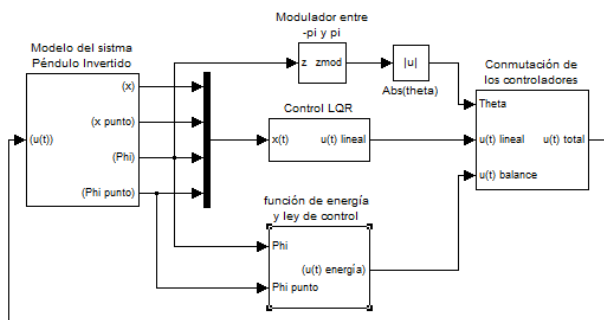 Modelo del sistma
Péndulo Invertido
(u(t))
(x)
(x punto)
(Phi)
(Phi punto)
Modulador entre
-pi y pi
z zmod
|u|
Abs(theta)
Control LQR
x(t) u(t) lineal
función de energía
y ley de control
Phi
(u(t) energía)
Phi punto
Conmutación de
los controladores
Theta
u(t) lineal u(t) total
u(t) balance